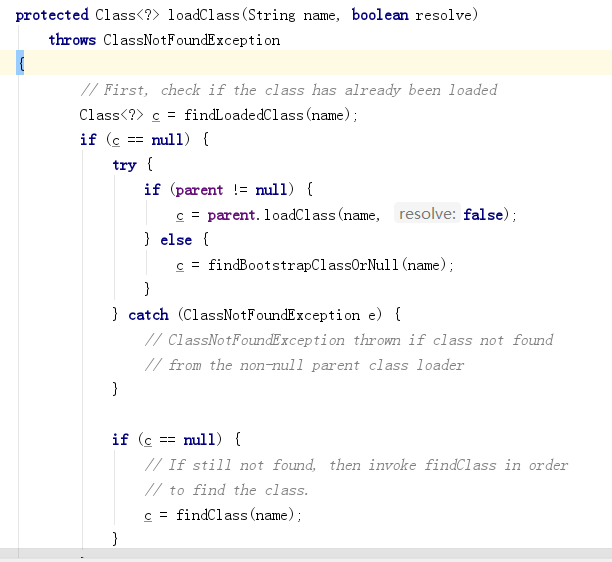 protected Class<?> loadClass(String name, boolean resolve)
    throws ClassNotFoundException
{
        // First, check if the class has already been loaded
        Class<?> c = findLoadedClass(name);
        if (c == null) {
            try {
                if (parent != null) {
                    c = parent.loadClass(name, resolve: false);
                } else {
                    c = findBootstrapClassOrNull(name);
                }
            } catch (ClassNotFoundException e) {
                // ClassNotFoundException thrown if class not found
                // from the non-null parent class loader
            }
            if (c == null) {
                // If still not found, then invoke findClass in order
                // to find the class.
                c = findClass(name);
            }